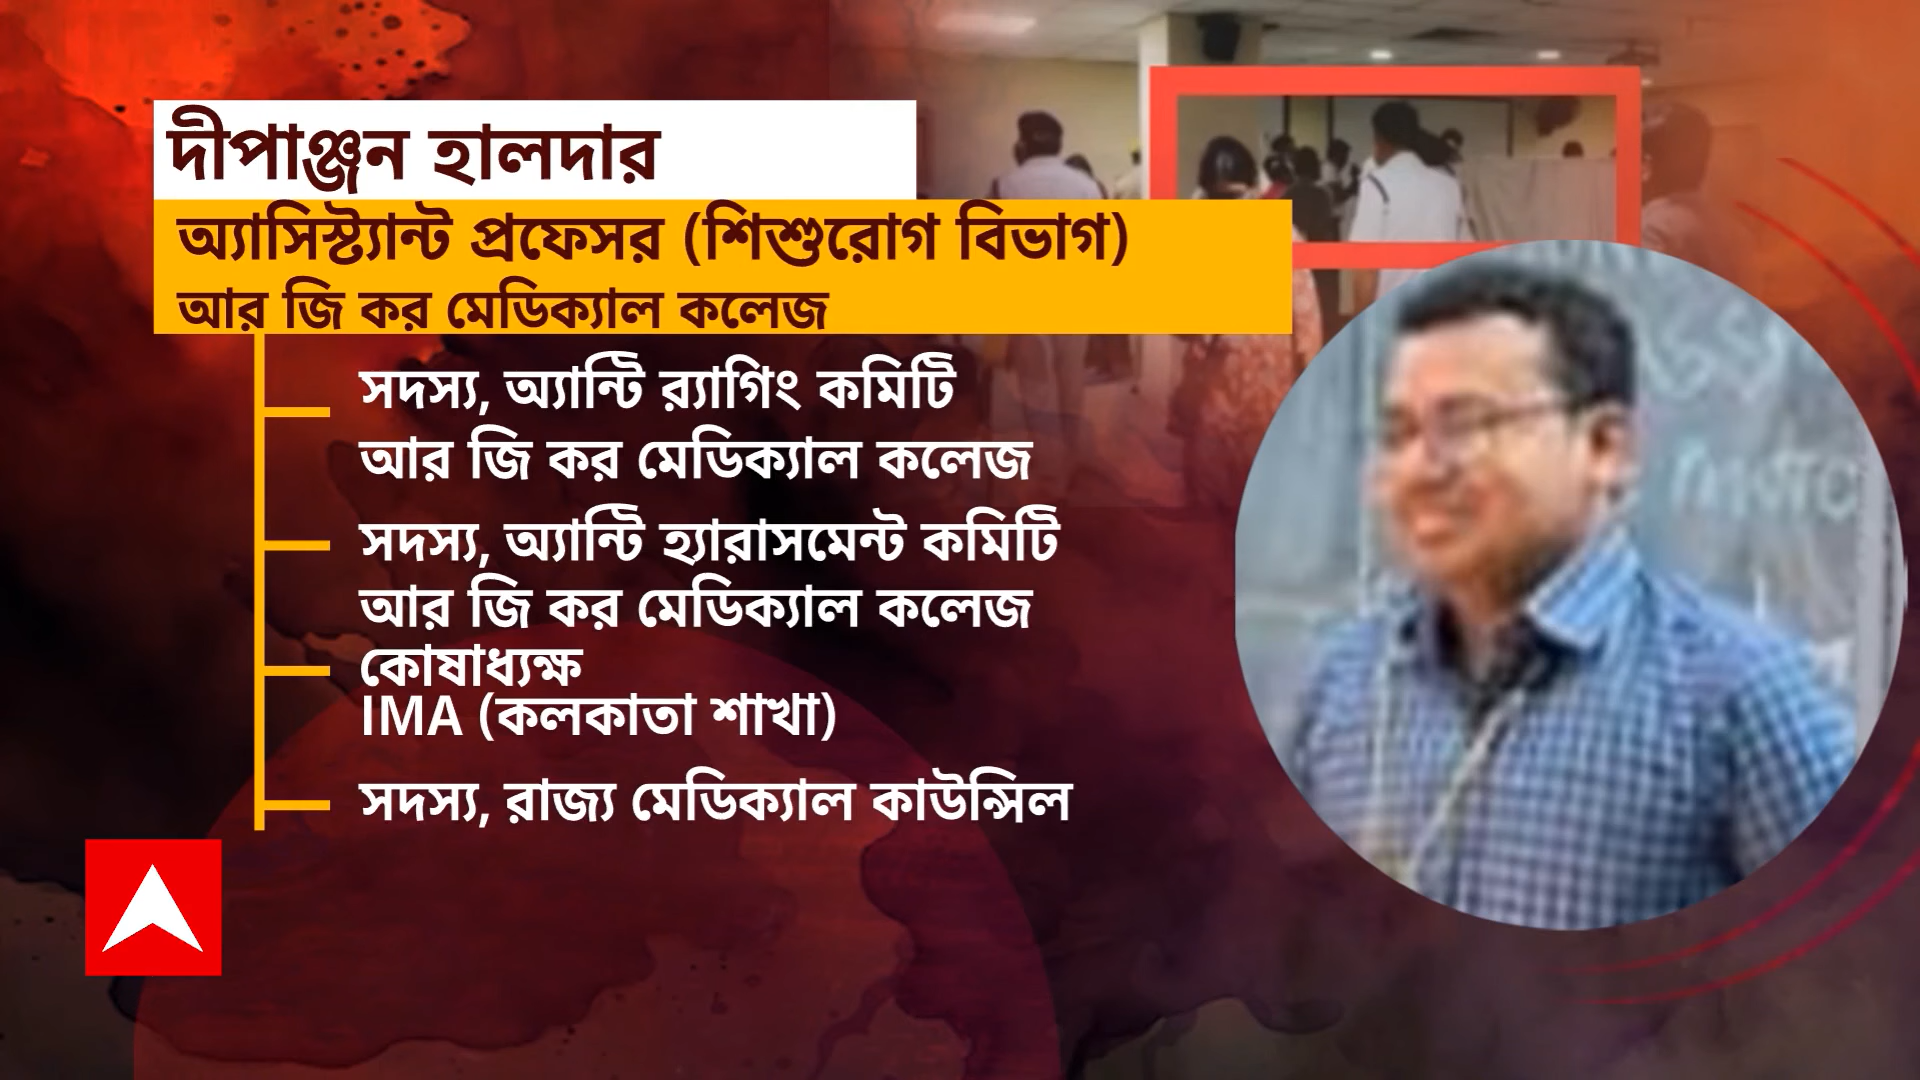 দীপাঞ্জন হালদার
অ্যাসিস্ট্যান্ট প্রফেসর (শিশুরোগ বিভাগ)
আর জি কর মেডিক্যাল কলেজ
সদস্য, অ্যান্টি র‍্যাগিং কমিটি
আর জি কর মেডিক্যাল কলেজ
সদস্য, অ্যান্টি হ্যারাসমেন্ট কমিটি
আর জি কর মেডিক্যাল কলেজ
কোষাধ্যক্ষ
IMA (কলকাতা শাখা)
সদস্য, রাজ্য মেডিক্যাল কাউন্সিল